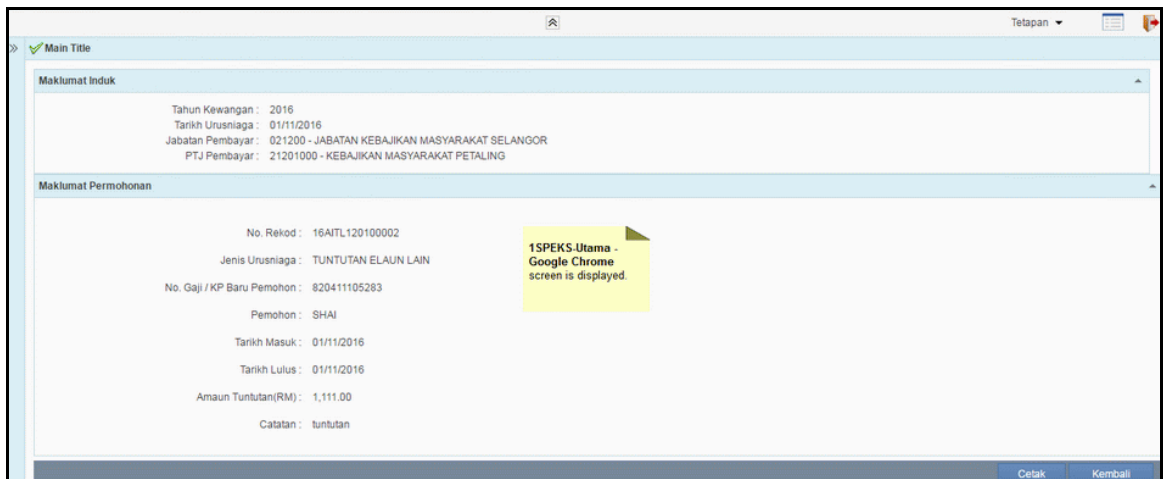 Tetapan
Main Title
Maklumat Induk
Tahun Kewangan : 2016
Tarikh Urusniaga : 01/11/2016
Jabatan Pembayar : 021200 - JABATAN KEBAJIKAN MASYARAKAT SELANGOR
PTJ Pembayar : 21201000 - KEBAJIKAN MASYARAKAT PETALING
Maklumat Permohonan
No. Rekod : 16AITL120100002
Jenis Urusniaga : TUNTUTAN ELAUN LAIN
No. Gaji / KP Baru Pemohon : 820411105283
Pemohon : SHAI
Tarikh Masuk : 01/11/2016
Tarikh Lulus : 01/11/2016
Amaun Tuntutan(RM) : 1,111.00
Catatan : tuntutan
1SPEKS-Utama -
Google Chrome
screen is displayed.
Cetak Kembali